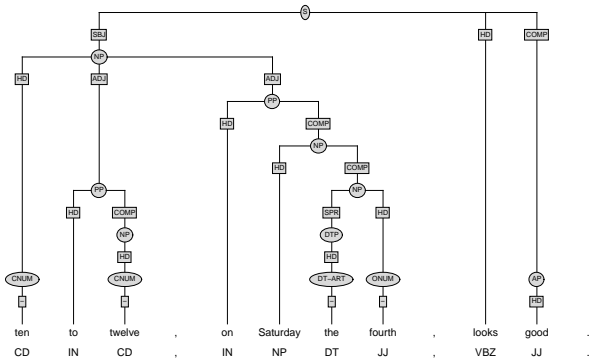 S
SBJ HD COMP
NP
HD ADJ ADJ
PP
HD COMP
NP
HD COMP
PP NP
HD COMP SPR HD
NP DTP
HD HD
CNUM CNUM DT-ART ONUM AP
– – – – HD
ten to twelve , on Saturday the fourth , looks good .
CD IN CD , IN NP DT JJ , VBZ JJ .